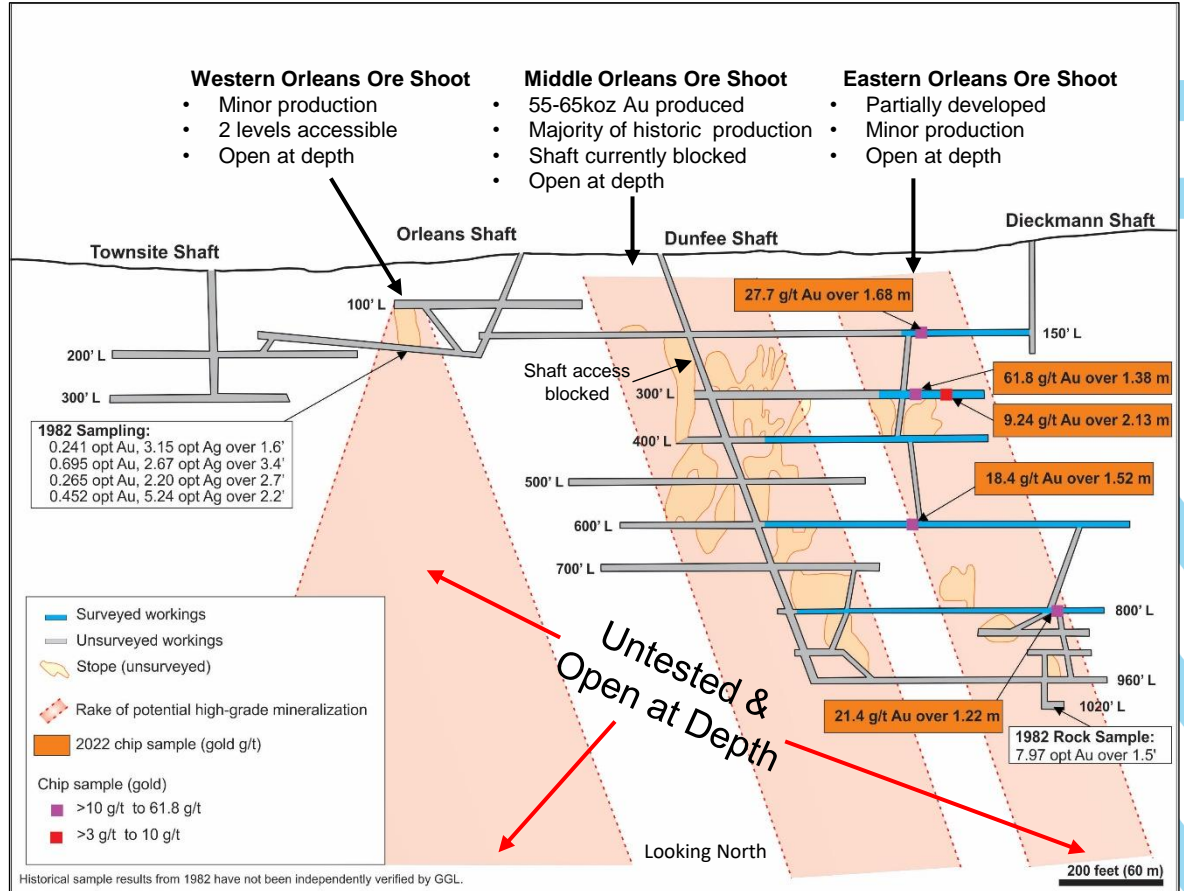 Western Orleans Ore Shoot
• Minor production
• 2 levels accessible
• Open at depth
Middle Orleans Ore Shoot
• 55-65koz Au produced
• Majority of historic production
• Shaft currently blocked
• Open at depth
Eastern Orleans Ore Shoot
• Partially developed
• Minor production
• Open at depth
Townsite Shaft
Orleans Shaft
Dunfee Shaft
Dieckmann Shaft
100' L
200' L
300' L
27.7 g/t Au over 1.68 m
150' L
Shaft access
blocked
300' L
61.8 g/t Au over 1.38 m
9.24 g/t Au over 2.13 m
400' L
1982 Sampling:
0.241 opt Au, 3.15 opt Ag over 1.6'
0.695 opt Au, 2.67 opt Ag over 3.4'
0.265 opt Au, 2.20 opt Ag over 2.7'
0.452 opt Au, 5.24 opt Ag over 2.2'
500' L
18.4 g/t Au over 1.52 m
600' L
700' L
800' L
960' L
1020' L
21.4 g/t Au over 1.22 m
1982 Rock Sample:
7.97 opt Au over 1.5'
Untested &
Open at Depth
Surveyed workings
Unsurveyed workings
Stope (unsurveyed)
Rake of potential high-grade mineralization
2022 chip sample (gold g/t)
Chip sample (gold)
>10 g/t to 61.8 g/t
>3 g/t to 10 g/t
Looking North
200 feet (60 m)
Historical sample results from 1982 have not been independently verified by GGL.